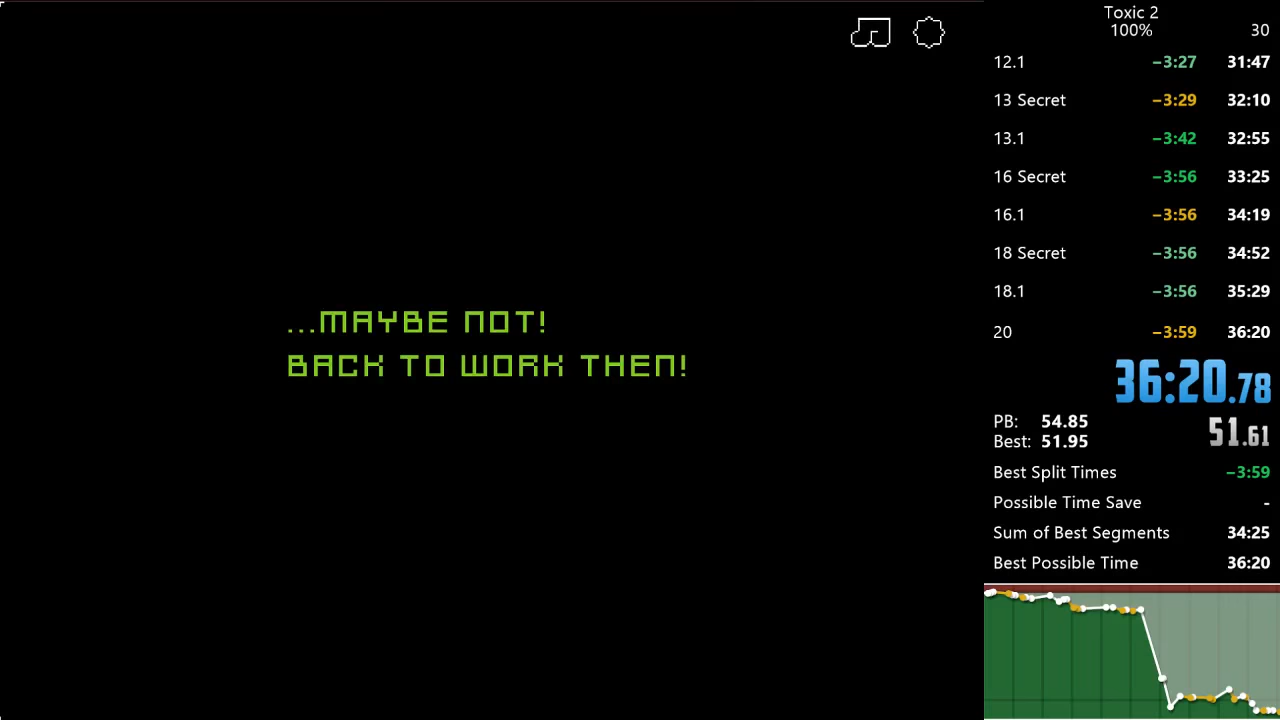 ...MAYBE NOT!
BACK TO WORK THEN!
Toxic 2
100% 30
12.1 −3:27 31:47
13 Secret −3:29 32:10
13.1 −3:42 32:55
16 Secret −3:56 33:25
16.1 −3:56 34:19
18 Secret −3:56 34:52
18.1 −3:56 35:29
20 −3:59 36:20
36:20.78
PB: 54.85
Best: 51.95
51.61
Best Split Times −3:59
Possible Time Save -
Sum of Best Segments 34:25
Best Possible Time 36:20